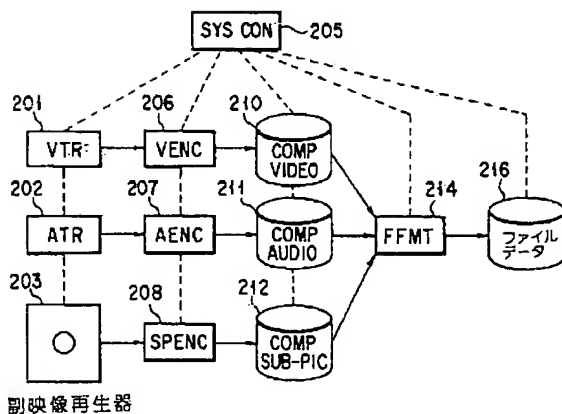 SYS CON
205
201
206
210
VTR
VENC
COMP
VIDEO
202
207
211
214
216
ATR
AENC
COMP
AUDIO
FFMT
ファイル
データ
203
208
212
SPENC
COMP
SUB-PIC
副映像再生器